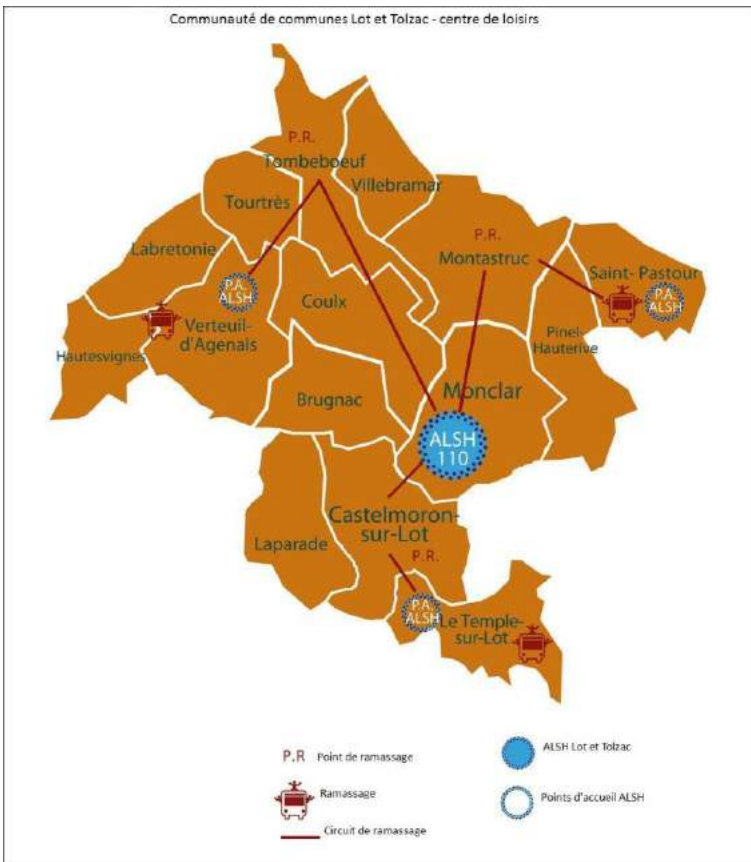 Communauté de communes Lot et Tolzac - centre de loisirs
P.R.
Tombeboeuf
Villebramar
Tourtrès
Labretonie
P.R.
Montastruc
Saint-Pastour
P.A.
ALSH
P.A.
ALSH
Coulx
Verteuil-
d'Agenais
Hautesvignes
Pinel-
Hauterive
Brugnac
Monclar
ALSH
110
Castelmoron-
sur-Lot
Laparade
P.R.
P.A.
ALSH
Le Temple-
sur-Lot
P.R Point de ramassage
Ramassage
Circuit de ramassage
ALSH Lot et Tolzac
Points d'accueil ALSH